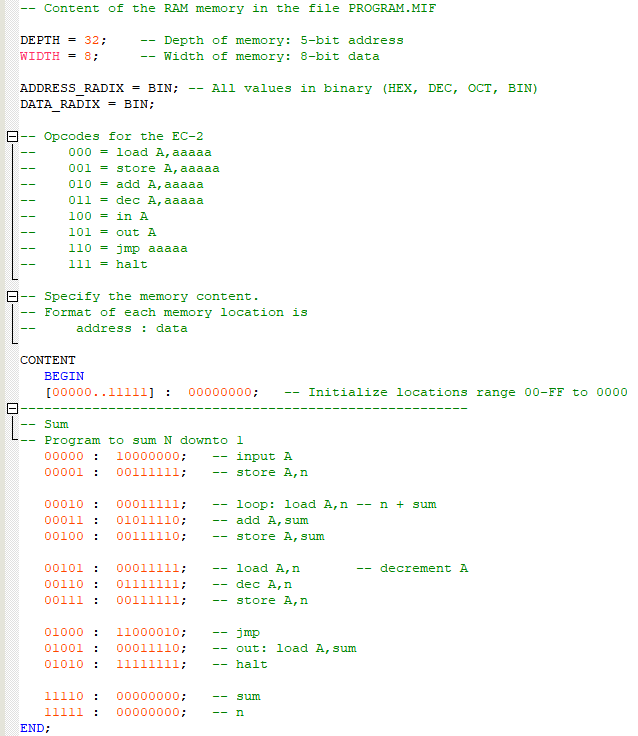 -- Content of the RAM memory in the file PROGRAM.MIF
DEPTH = 32;    -- Depth of memory: 5-bit address
WIDTH = 8;     -- Width of memory: 8-bit data
ADDRESS_RADIX = BIN; -- All values in binary (HEX, DEC, OCT, BIN)
DATA_RADIX = BIN;
-- Opcodes for the EC-2
--    000 = load A,aaaaa
--    001 = store A,aaaaa
--    010 = add A,aaaaa
--    011 = dec A,aaaaa
--    100 = in A
--    101 = out A
--    110 = jmp aaaaa
--    111 = halt
-- Specify the memory content.
-- Format of each memory location is
--     address : data
CONTENT
   BEGIN
   [00000..11111] :  00000000;   -- Initialize locations range 00-FF to 0000
--------------------------------------------------------
-- Sum
-- Program to sum N downto 1
   00000 :  10000000;   -- input A
   00001 :  00111111;   -- store A,n
   00010 :  00011111;   -- loop: load A,n -- n + sum
   00011 :  01011110;   -- add A,sum
   00100 :  00111110;   -- store A,sum
   00101 :  00011111;   -- load A,n       -- decrement A
   00110 :  01111111;   -- dec A,n
   00111 :  00111111;   -- store A,n
   01000 :  11000010;   -- jmp
   01001 :  00011110;   -- out: load A,sum
   01010 :  11111111;   -- halt
   11110 :  00000000;   -- sum
   11111 :  00000000;   -- n
END;